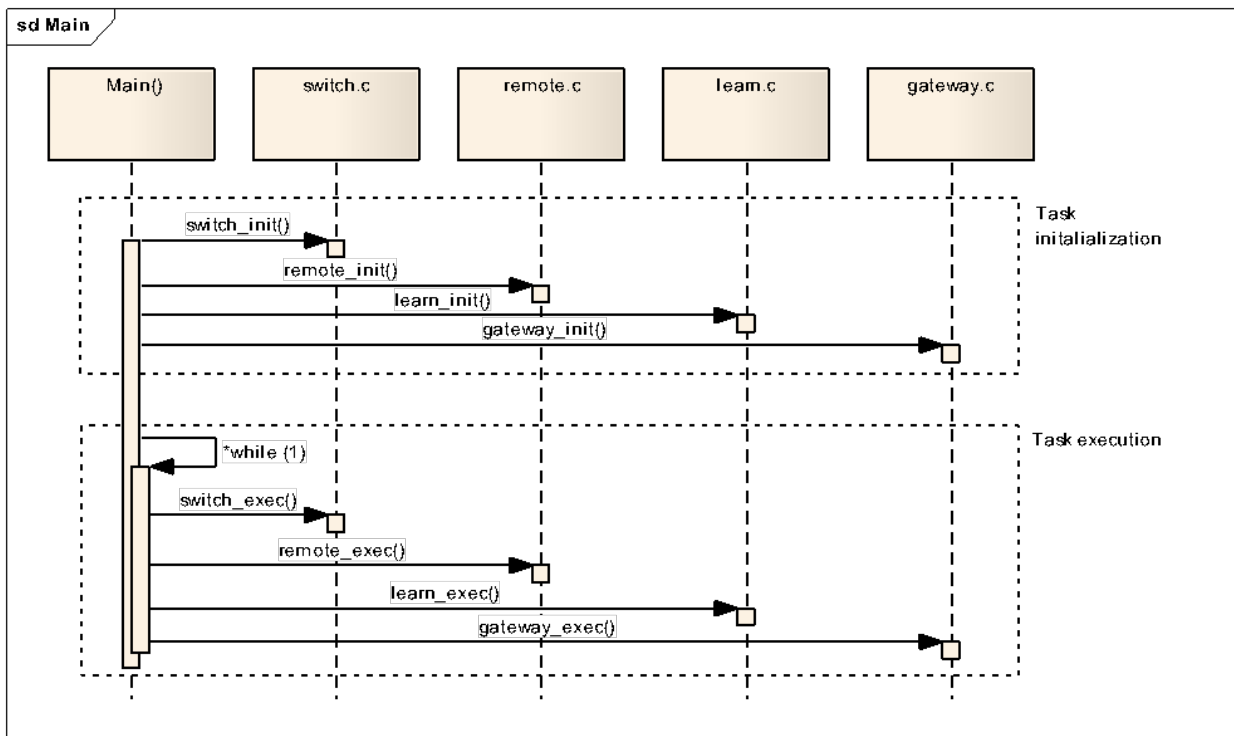 sd Main
Main()
switch.c
remote.c
learn.c
gateway.c
Task
initalialization
switch_init()
remote_init()
learn_init()
gateway_init()
Task execution
*while (1)
switch_exec()
remote_exec()
learn_exec()
gateway_exec()